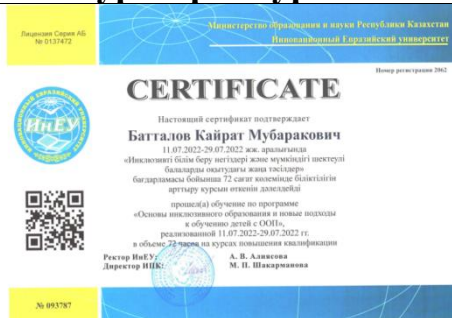 Лицензия Серия АБ
№ 0137472
Министерство образования и науки Республики Казахстан
Инновационный Евразийский университет
Номер регистрации 2062
CERTIFICATE
Настоящий сертификат подтверждает
Батталов Кайрат Мубаракович
11.07.2022-29.07.2022 жж. аралығында
«Инклюзивті білім беру негіздері және мүмкіндігі шектеулі
балаларды оқытудағы жаңа тәсілдер»
бағдарламасы бойынша 72 сағат көлемінде біліктілігін
арттыру курсын өткенін дәлелдейді
прошел(а) обучение по программе
«Основы инклюзивного образования и новые подходы
к обучению детей с ООП»,
реализованной 11.07.2022-29.07.2022 гг.
в объеме 72 часов на курсах повышения квалификации
Ректор ИнЕУ: А. В. Алиясова
Директор ИПК: М. П. Шакарманова
ИнЕУ
№ 093787